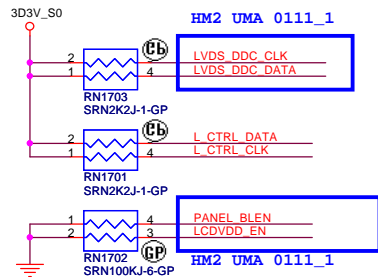 3D3V_S0
HM2 UMA 0111_1
2 3 LVDS_DDC_CLK
1 4 LVDS_DDC_DATA
RN1703
SRN2K2J-1-GP
2 3 L_CTRL_DATA
1 4 L_CTRL_CLK
RN1701
SRN2K2J-1-GP
1 4 PANEL_BLEN
2 3 LCDVDD_EN
RN1702
SRN100KJ-6-GP
GP
HM2 UMA 0111_1